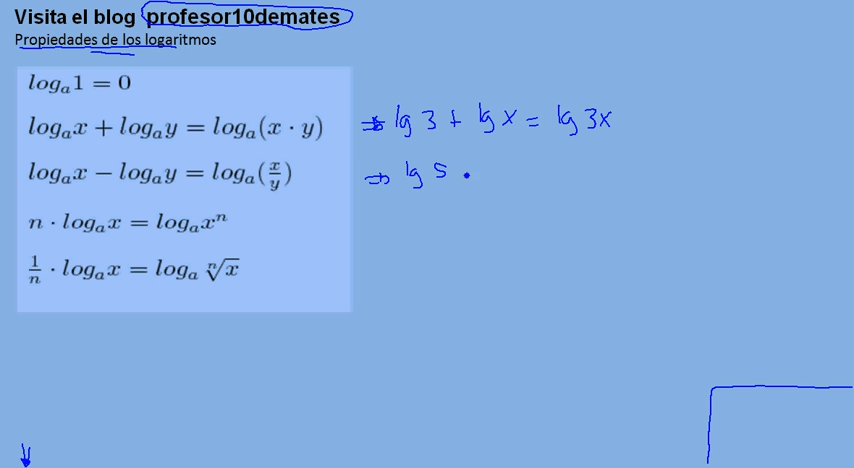 Visita el blog profesor10demates
Propiedades de los logaritmos
logₐ1 = 0
logₐx + logₐy = logₐ(x · y) ⇒ lg 3 + lg x = lg 3x
logₐx − logₐy = logₐ(x/y) ⇒ lg 5 .
n · logₐx = logₐxⁿ
1/n · logₐx = logₐ ⁿ√x